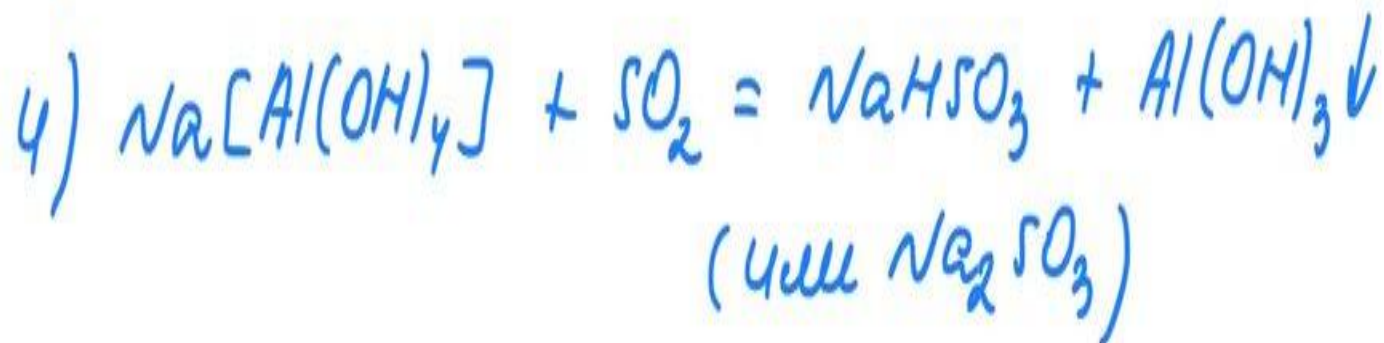 4) Na[Al(OH)₄] + SO₂ = NaHSO₃ + Al(OH)₃↓
(или Na₂SO₃)